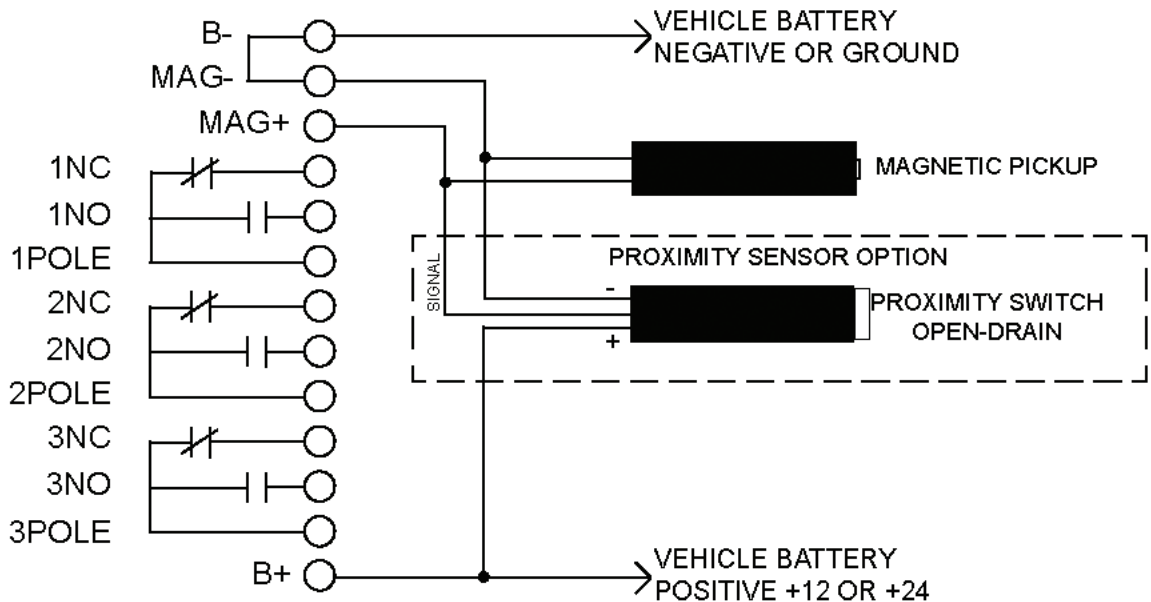 B-
MAG-
MAG+
1NC
1NO
1POLE
2NC
2NO
2POLE
3NC
3NO
3POLE
B+
VEHICLE BATTERY
NEGATIVE OR GROUND
MAGNETIC PICKUP
PROXIMITY SENSOR OPTION
SIGNAL
-
+
PROXIMITY SWITCH
OPEN-DRAIN
VEHICLE BATTERY
POSITIVE +12 OR +24